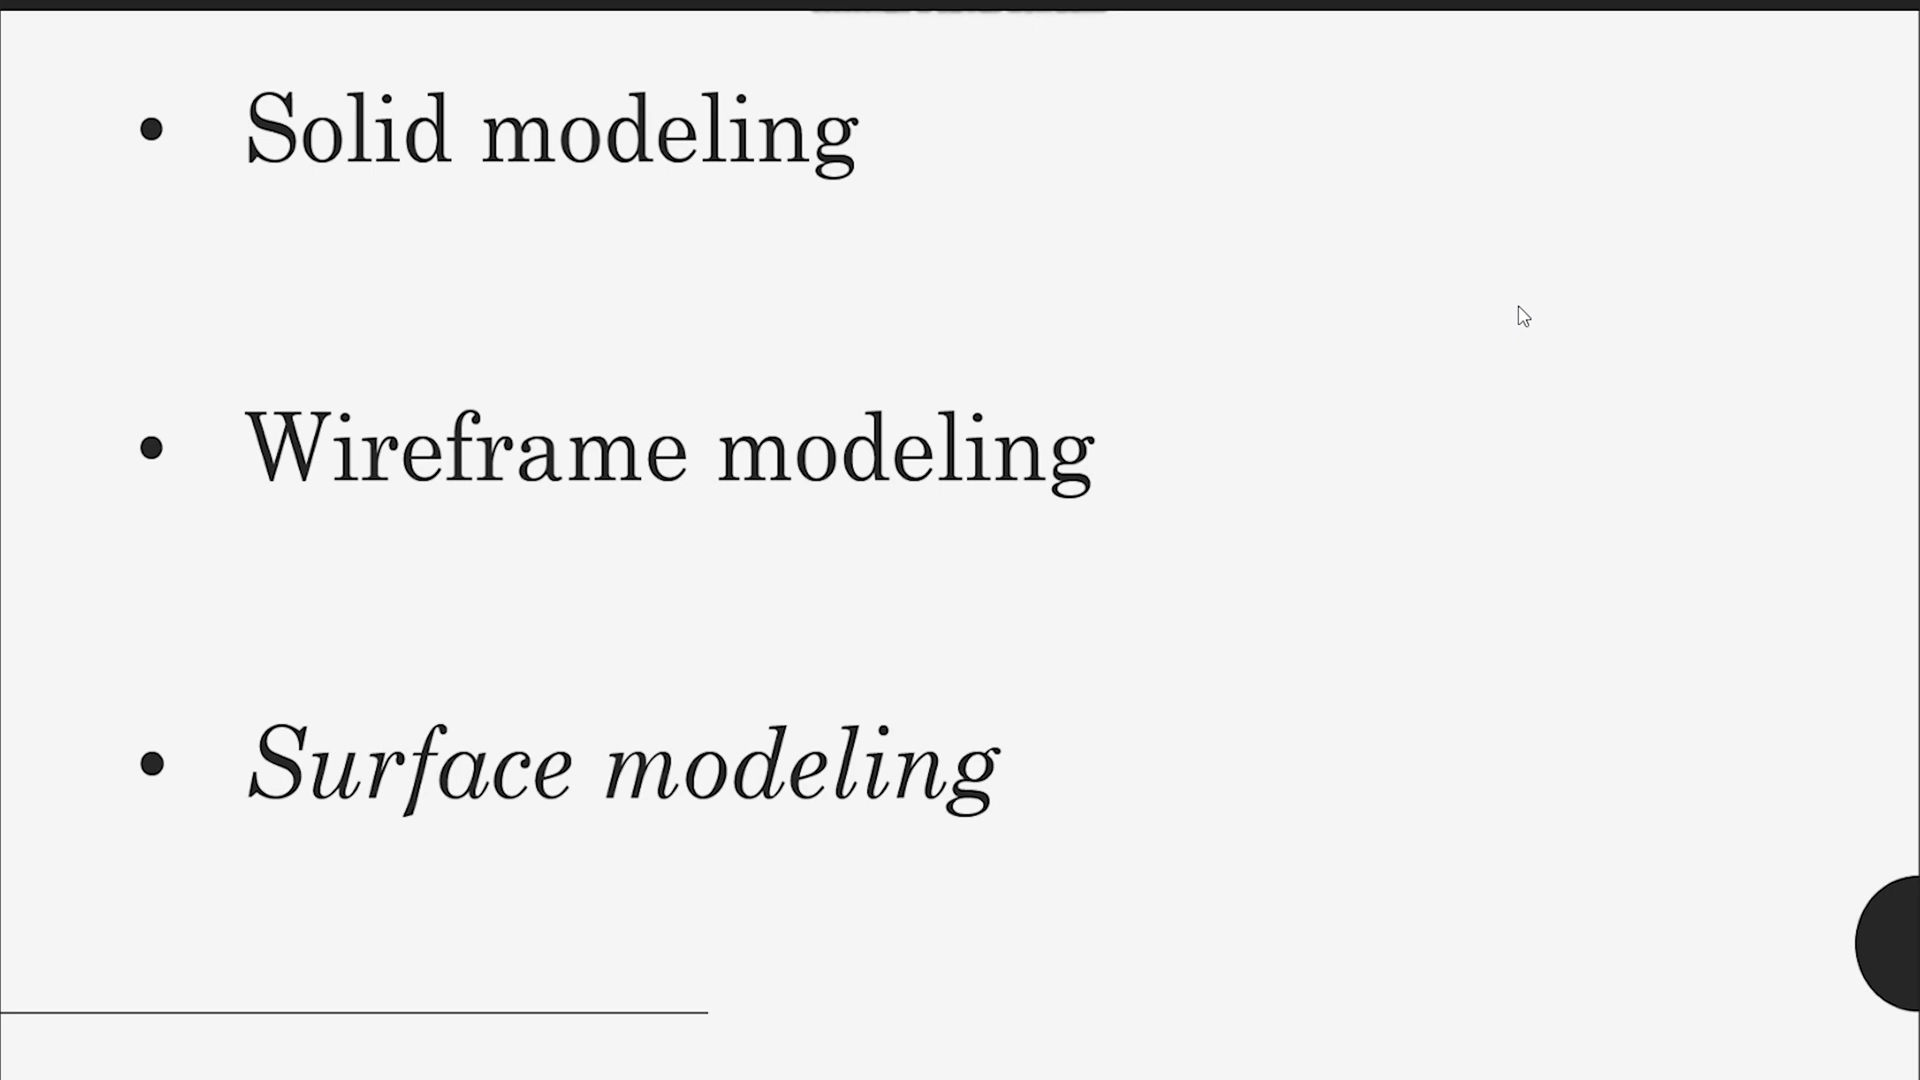 • Solid modeling
• Wireframe modeling
• Surface modeling